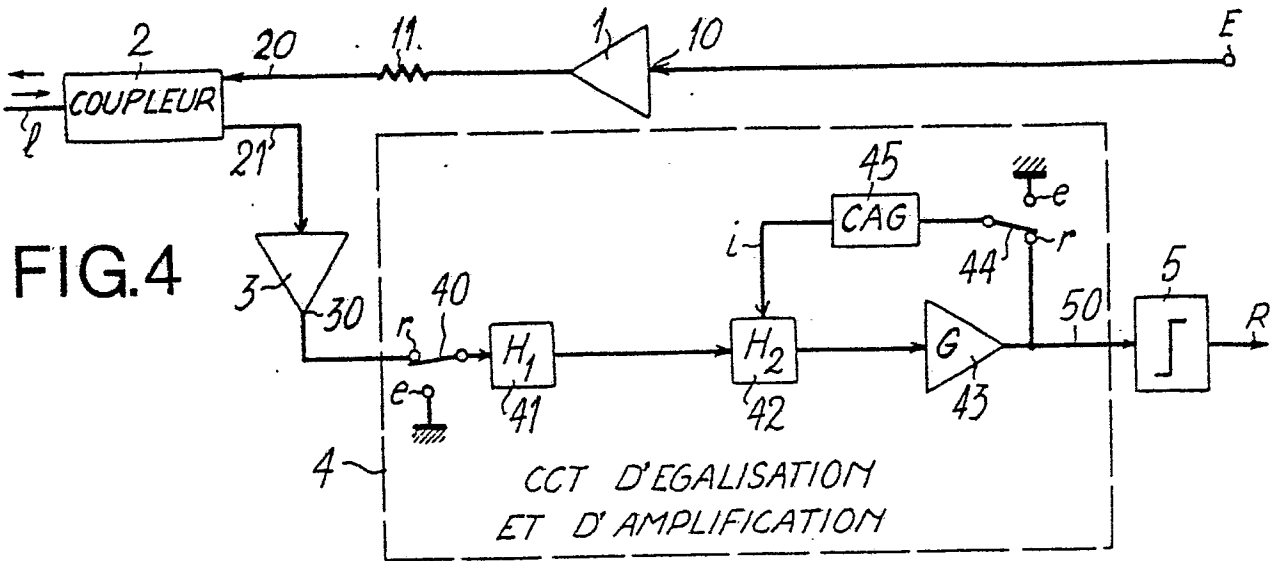 E
10
1
11.
20
2
COUPLEUR
l
21
45
CAG
e
r
44
i
FIG.4
3
30
40
r
H1
41
e
H2
42
G
43
50
5
R
4
CCT D'EGALISATION
ET D'AMPLIFICATION